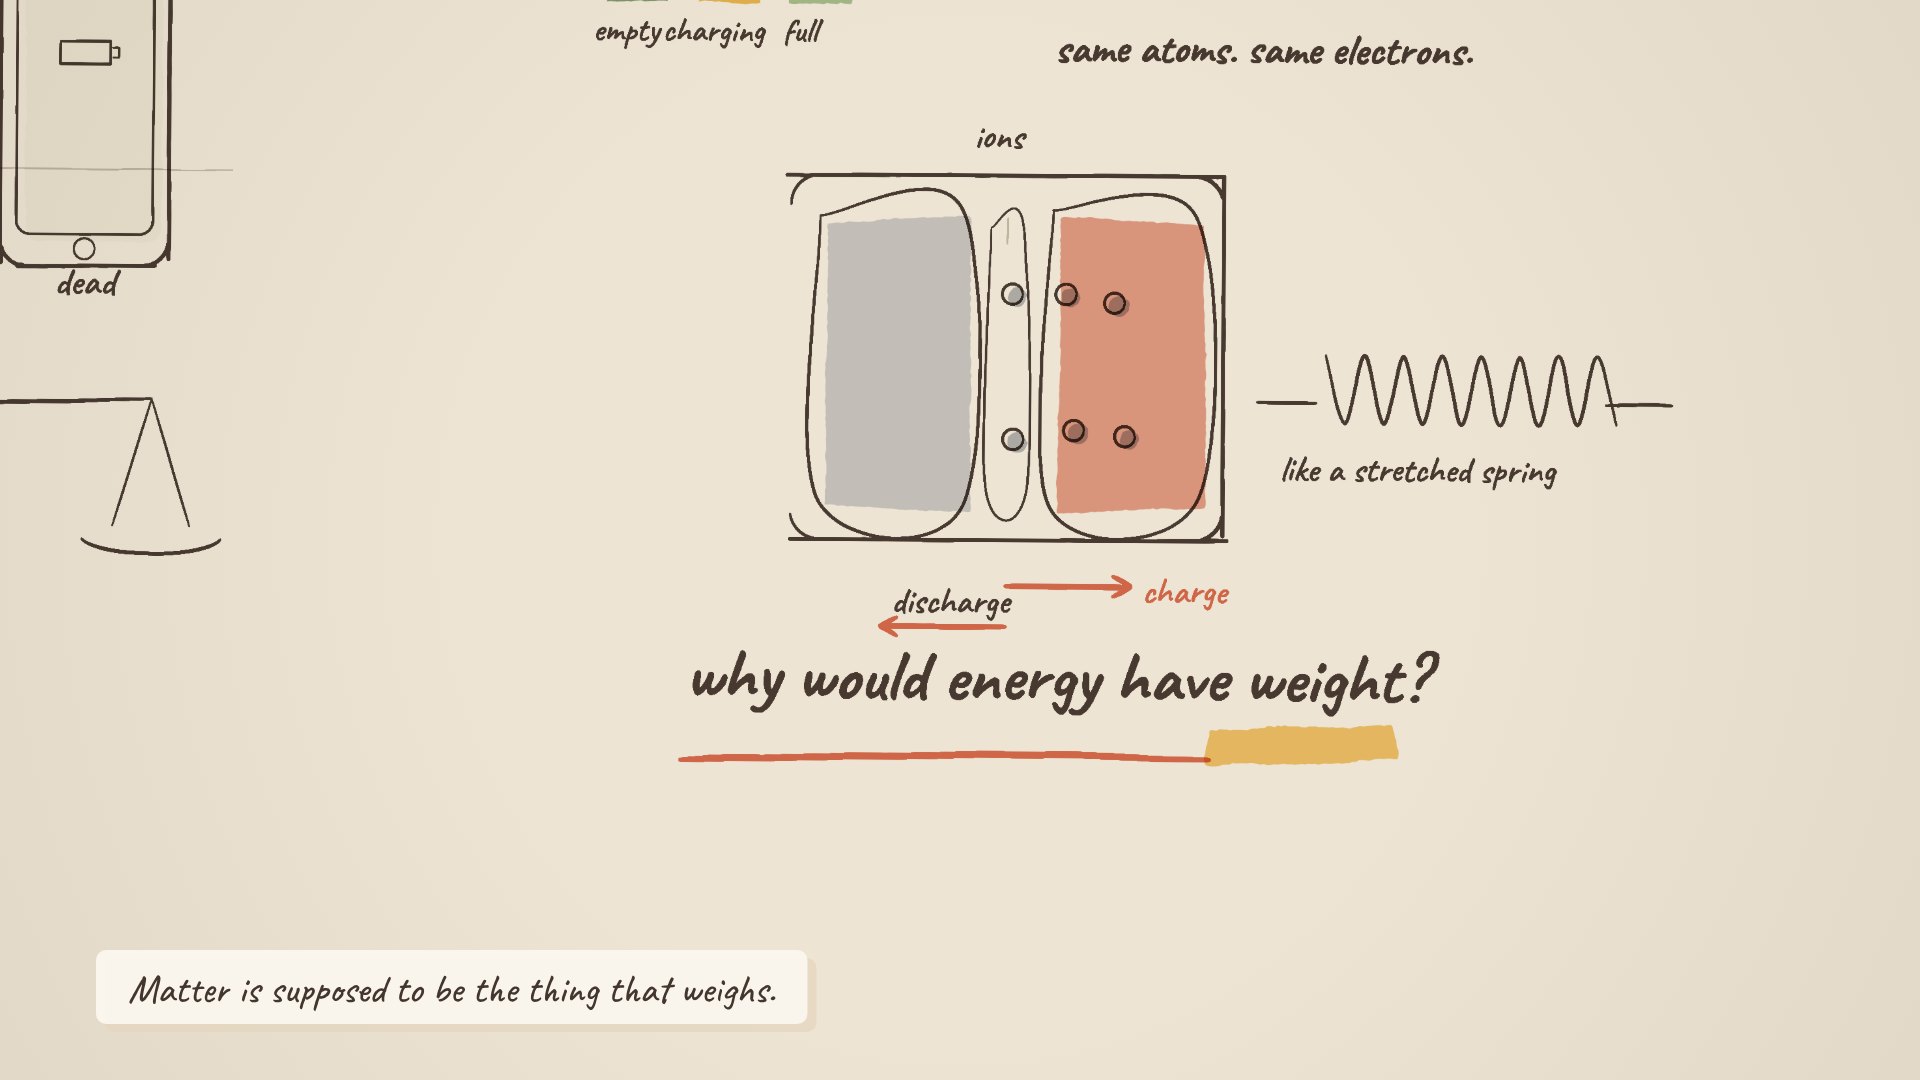 empty charging full
same atoms. same electrons.
ions
dead
like a stretched spring
discharge
charge
why would energy have weight?
Matter is supposed to be the thing that weighs.